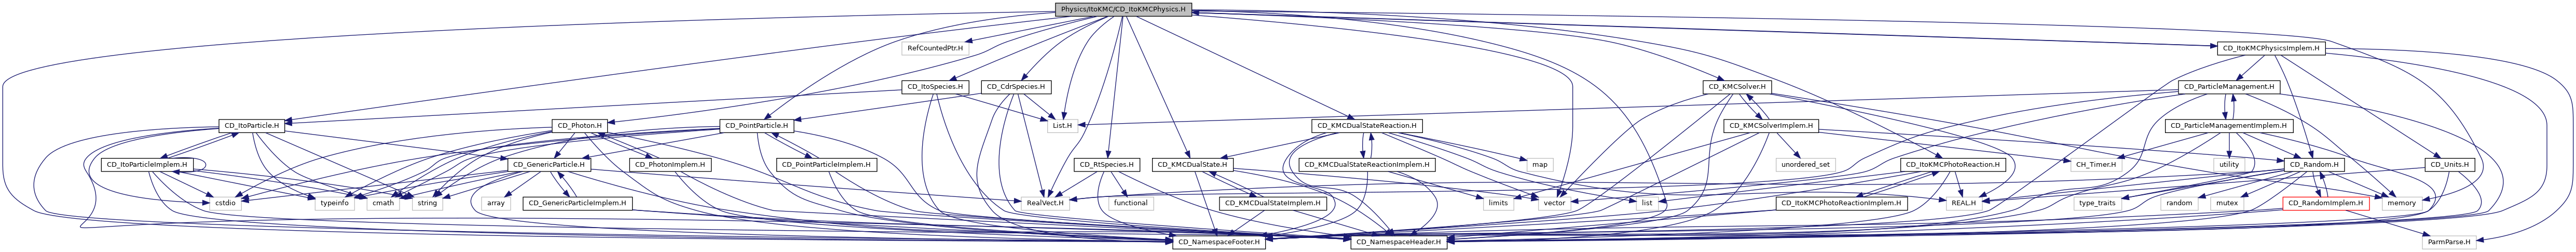 Physics/ItoKMC/CD_ItoKMCPhysics.H
RefCountedPtr.H
CD_ItoKMCPhysicsImplem.H
CD_ItoSpecies.H
CD_CdrSpecies.H
CD_KMCSolver.H
CD_ParticleManagement.H
CD_ItoParticle.H
CD_Photon.H
CD_PointParticle.H
List.H
CD_KMCDualStateReaction.H
CD_KMCSolverImplem.H
CD_ParticleManagementImplem.H
CD_ItoParticleImplem.H
CD_GenericParticle.H
CD_PhotonImplem.H
CD_PointParticleImplem.H
CD_RtSpecies.H
CD_KMCDualState.H
CD_KMCDualStateReactionImplem.H
map
unordered_set
CD_ItoKMCPhotoReaction.H
CH_Timer.H
utility
CD_Random.H
CD_Units.H
cstdio
typeinfo
cmath
string
array
CD_GenericParticleImplem.H
RealVect.H
functional
CD_KMCDualStateImplem.H
limits
vector
list
CD_ItoKMCPhotoReactionImplem.H
REAL.H
type_traits
random
mutex
CD_RandomImplem.H
memory
CD_NamespaceFooter.H
CD_NamespaceHeader.H
ParmParse.H